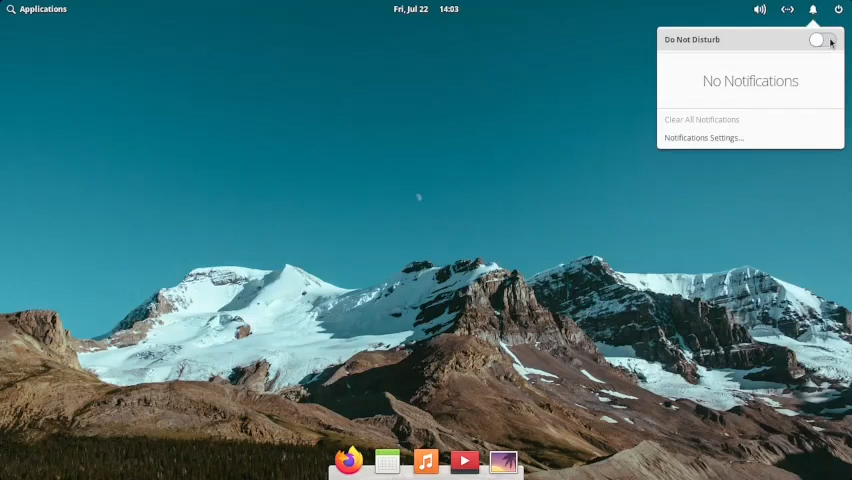 Applications
Fri, Jul 22 14:03
Do Not Disturb
No Notifications
Clear All Notifications
Notifications Settings...